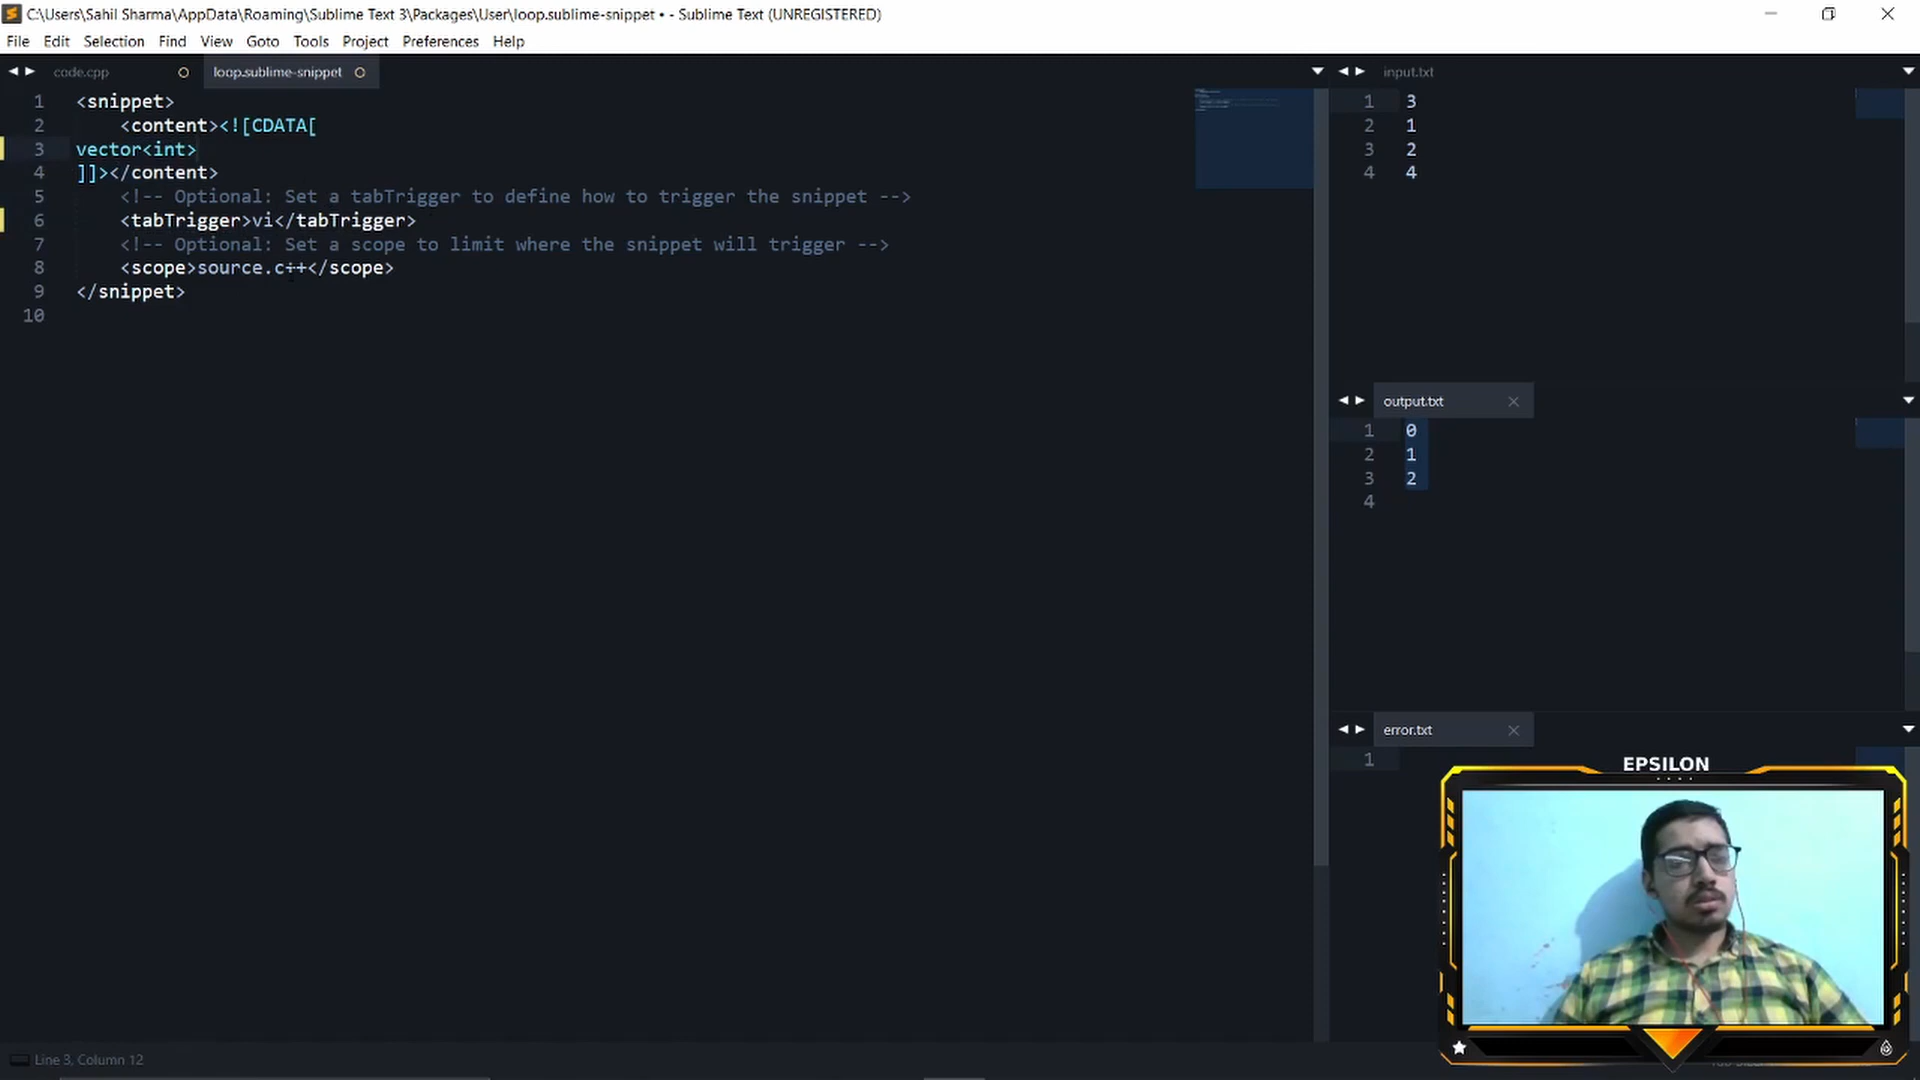 C:\Users\Sahil Sharma\AppData\Roaming\Sublime Text 3\Packages\User\loop.sublime-snippet • - Sublime Text (UNREGISTERED)
File Edit Selection Find View Goto Tools Project Preferences Help
code.cpp loop.sublime-snippet
1 <snippet>
2 <content><![CDATA[
3 vector<int>
4 ]]></content>
5 <!-- Optional: Set a tabTrigger to define how to trigger the snippet -->
6 <tabTrigger>vi</tabTrigger>
7 <!-- Optional: Set a scope to limit where the snippet will trigger -->
8 <scope>source.c++</scope>
9 </snippet>
10
input.txt
1 3
2 1
3 2
4 4
output.txt
1 0
2 1
3 2
4
error.txt
1
EPSILON
Line 3, Column 12